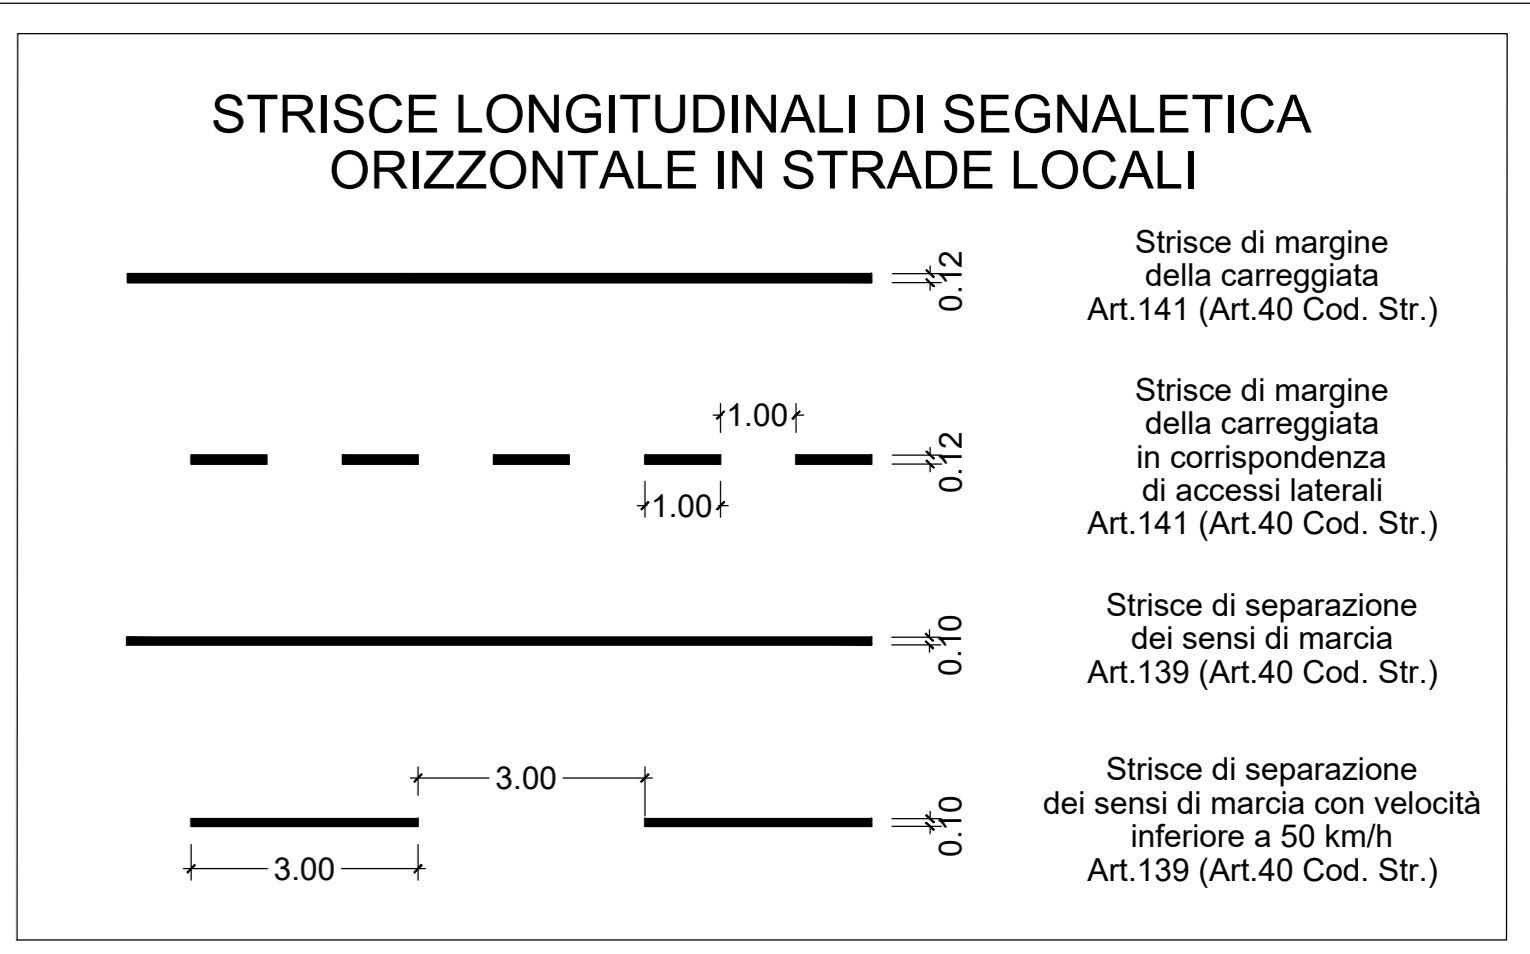 STRISCE LONGITUDINALI DI SEGNALETICA
ORIZZONTALE IN STRADE LOCALI
0.12
Strisce di margine
della carreggiata
Art.141 (Art.40 Cod. Str.)
1.00
1.00
0.12
Strisce di margine
della carreggiata
in corrispondenza
di accessi laterali
Art.141 (Art.40 Cod. Str.)
0.10
Strisce di separazione
dei sensi di marcia
Art.139 (Art.40 Cod. Str.)
3.00
3.00
0.10
Strisce di separazione
dei sensi di marcia con velocità
inferiore a 50 km/h
Art.139 (Art.40 Cod. Str.)